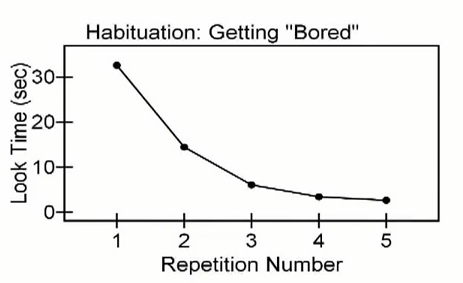 Habituation: Getting "Bored"
Look Time (sec)
30
20
10
0
1 2 3 4 5
Repetition Number